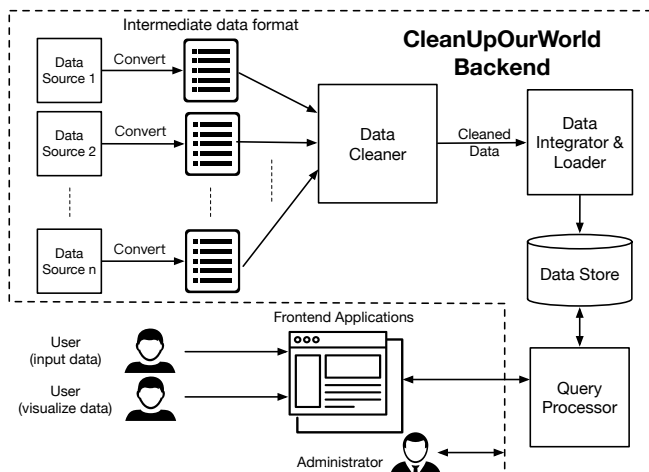 Intermediate data format
CleanUpOurWorld
Backend
Data
Source 1
Convert
Data
Source 2
Convert
Data
Source n
Convert
Data
Cleaner
Cleaned
Data
Data
Integrator &
Loader
Data Store
Frontend Applications
User
(input data)
User
(visualize data)
Query
Processor
Administrator